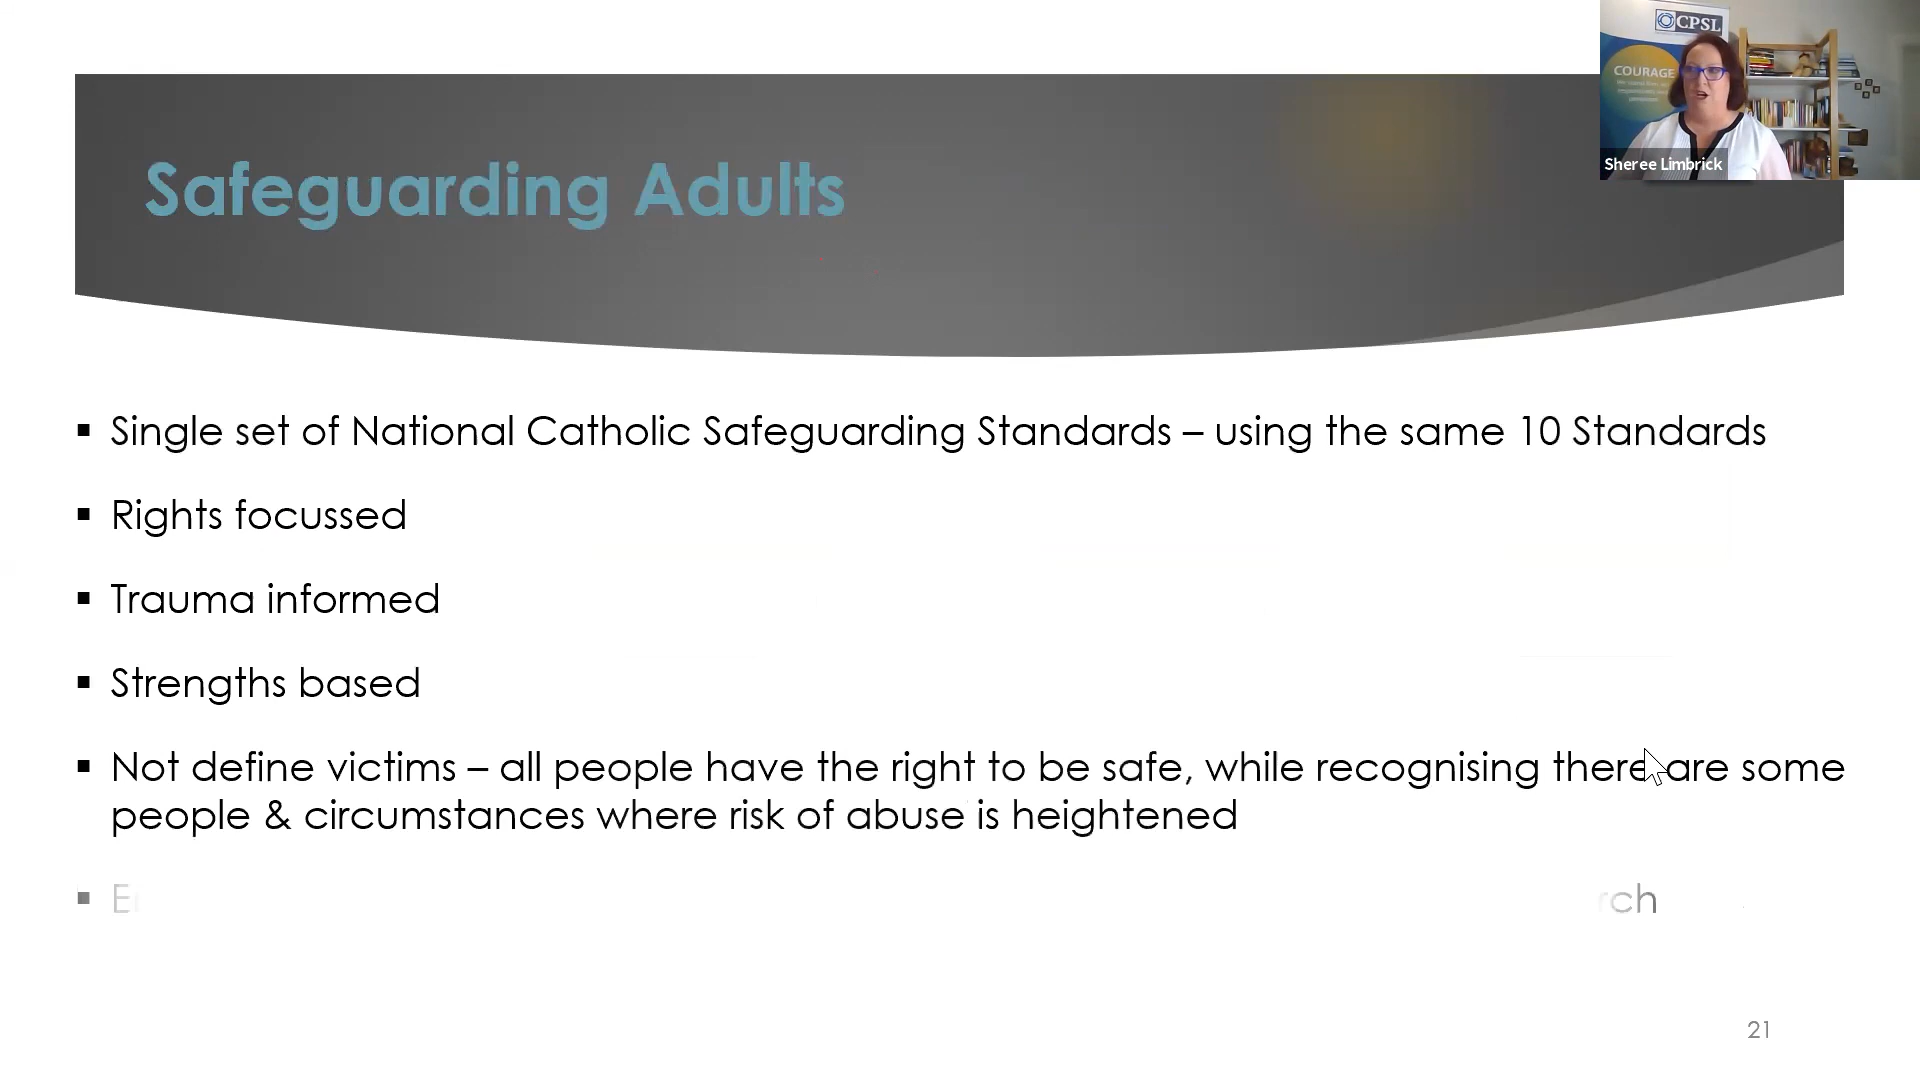 CPSL
COURAGE
Sheree Limbrick
Safeguarding Adults
▪ Single set of National Catholic Safeguarding Standards – using the same 10 Standards
▪ Rights focussed
▪ Trauma informed
▪ Strengths based
▪ Not define victims – all people have the right to be safe, while recognising there are some
people & circumstances where risk of abuse is heightened
21